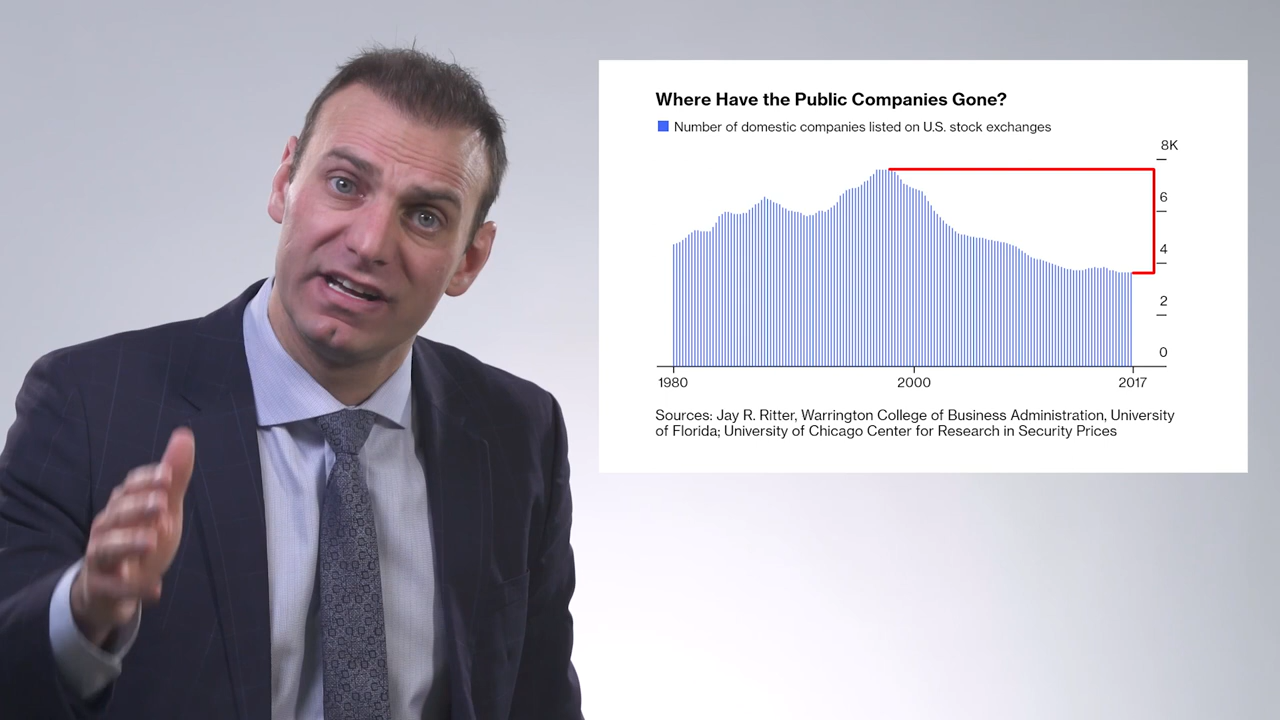 Where Have the Public Companies Gone?
Number of domestic companies listed on U.S. stock exchanges
8K
6
4
2
0
1980 2000 2017
Sources: Jay R. Ritter, Warrington College of Business Administration, University
of Florida; University of Chicago Center for Research in Security Prices